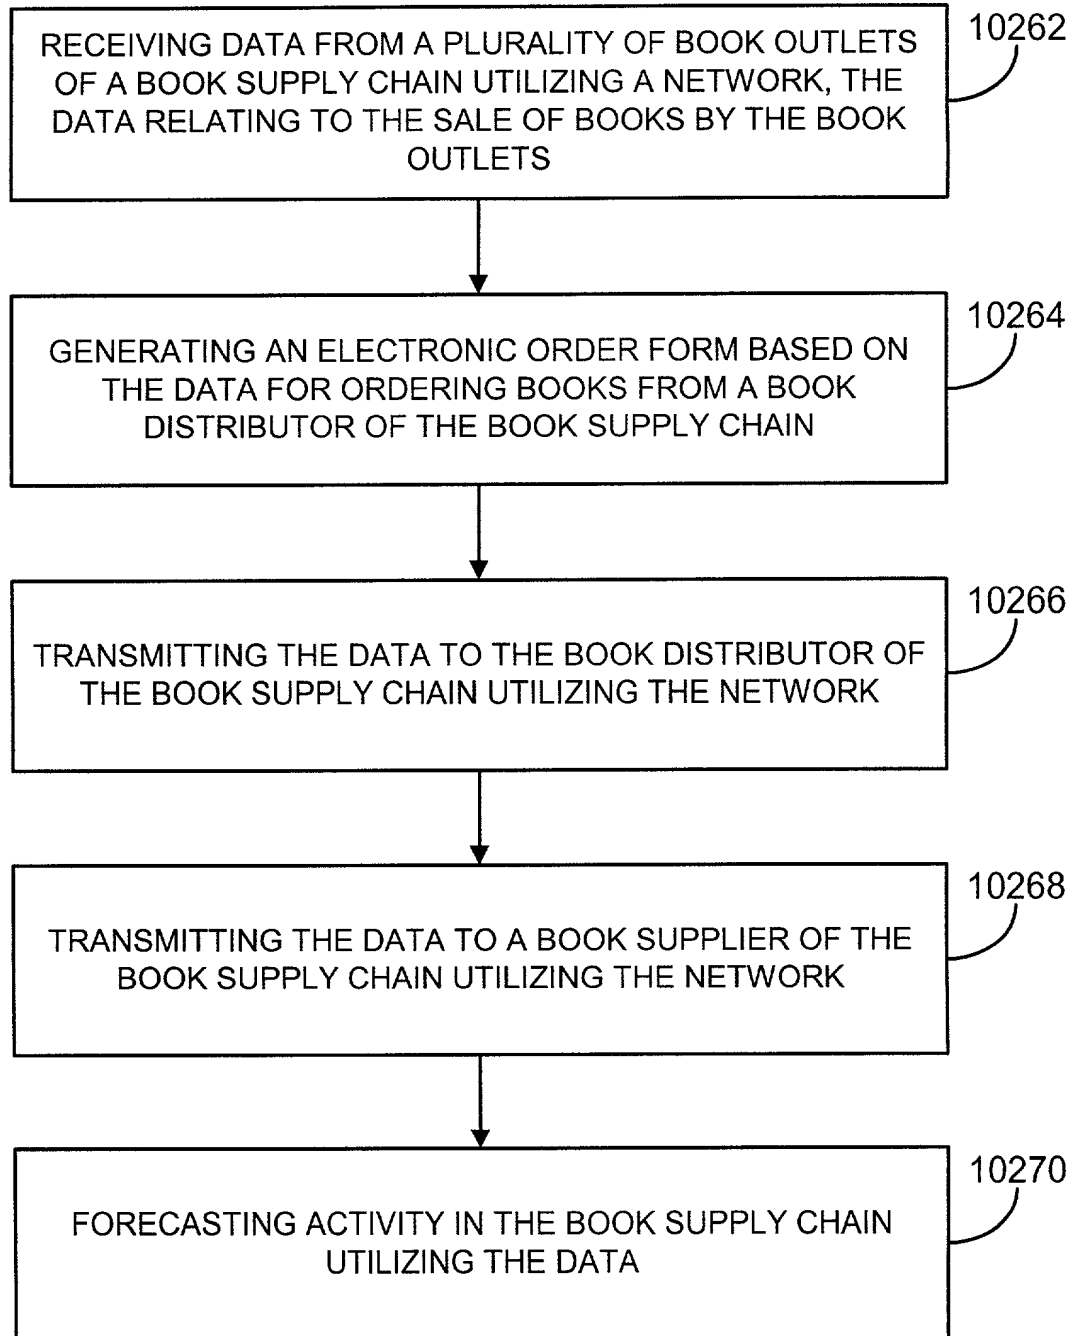 10262
RECEIVING DATA FROM A PLURALITY OF BOOK OUTLETS
OF A BOOK SUPPLY CHAIN UTILIZING A NETWORK, THE
DATA RELATING TO THE SALE OF BOOKS BY THE BOOK
OUTLETS
10264
GENERATING AN ELECTRONIC ORDER FORM BASED ON
THE DATA FOR ORDERING BOOKS FROM A BOOK
DISTRIBUTOR OF THE BOOK SUPPLY CHAIN
10266
TRANSMITTING THE DATA TO THE BOOK DISTRIBUTOR OF
THE BOOK SUPPLY CHAIN UTILIZING THE NETWORK
10268
TRANSMITTING THE DATA TO A BOOK SUPPLIER OF THE
BOOK SUPPLY CHAIN UTILIZING THE NETWORK
10270
FORECASTING ACTIVITY IN THE BOOK SUPPLY CHAIN
UTILIZING THE DATA